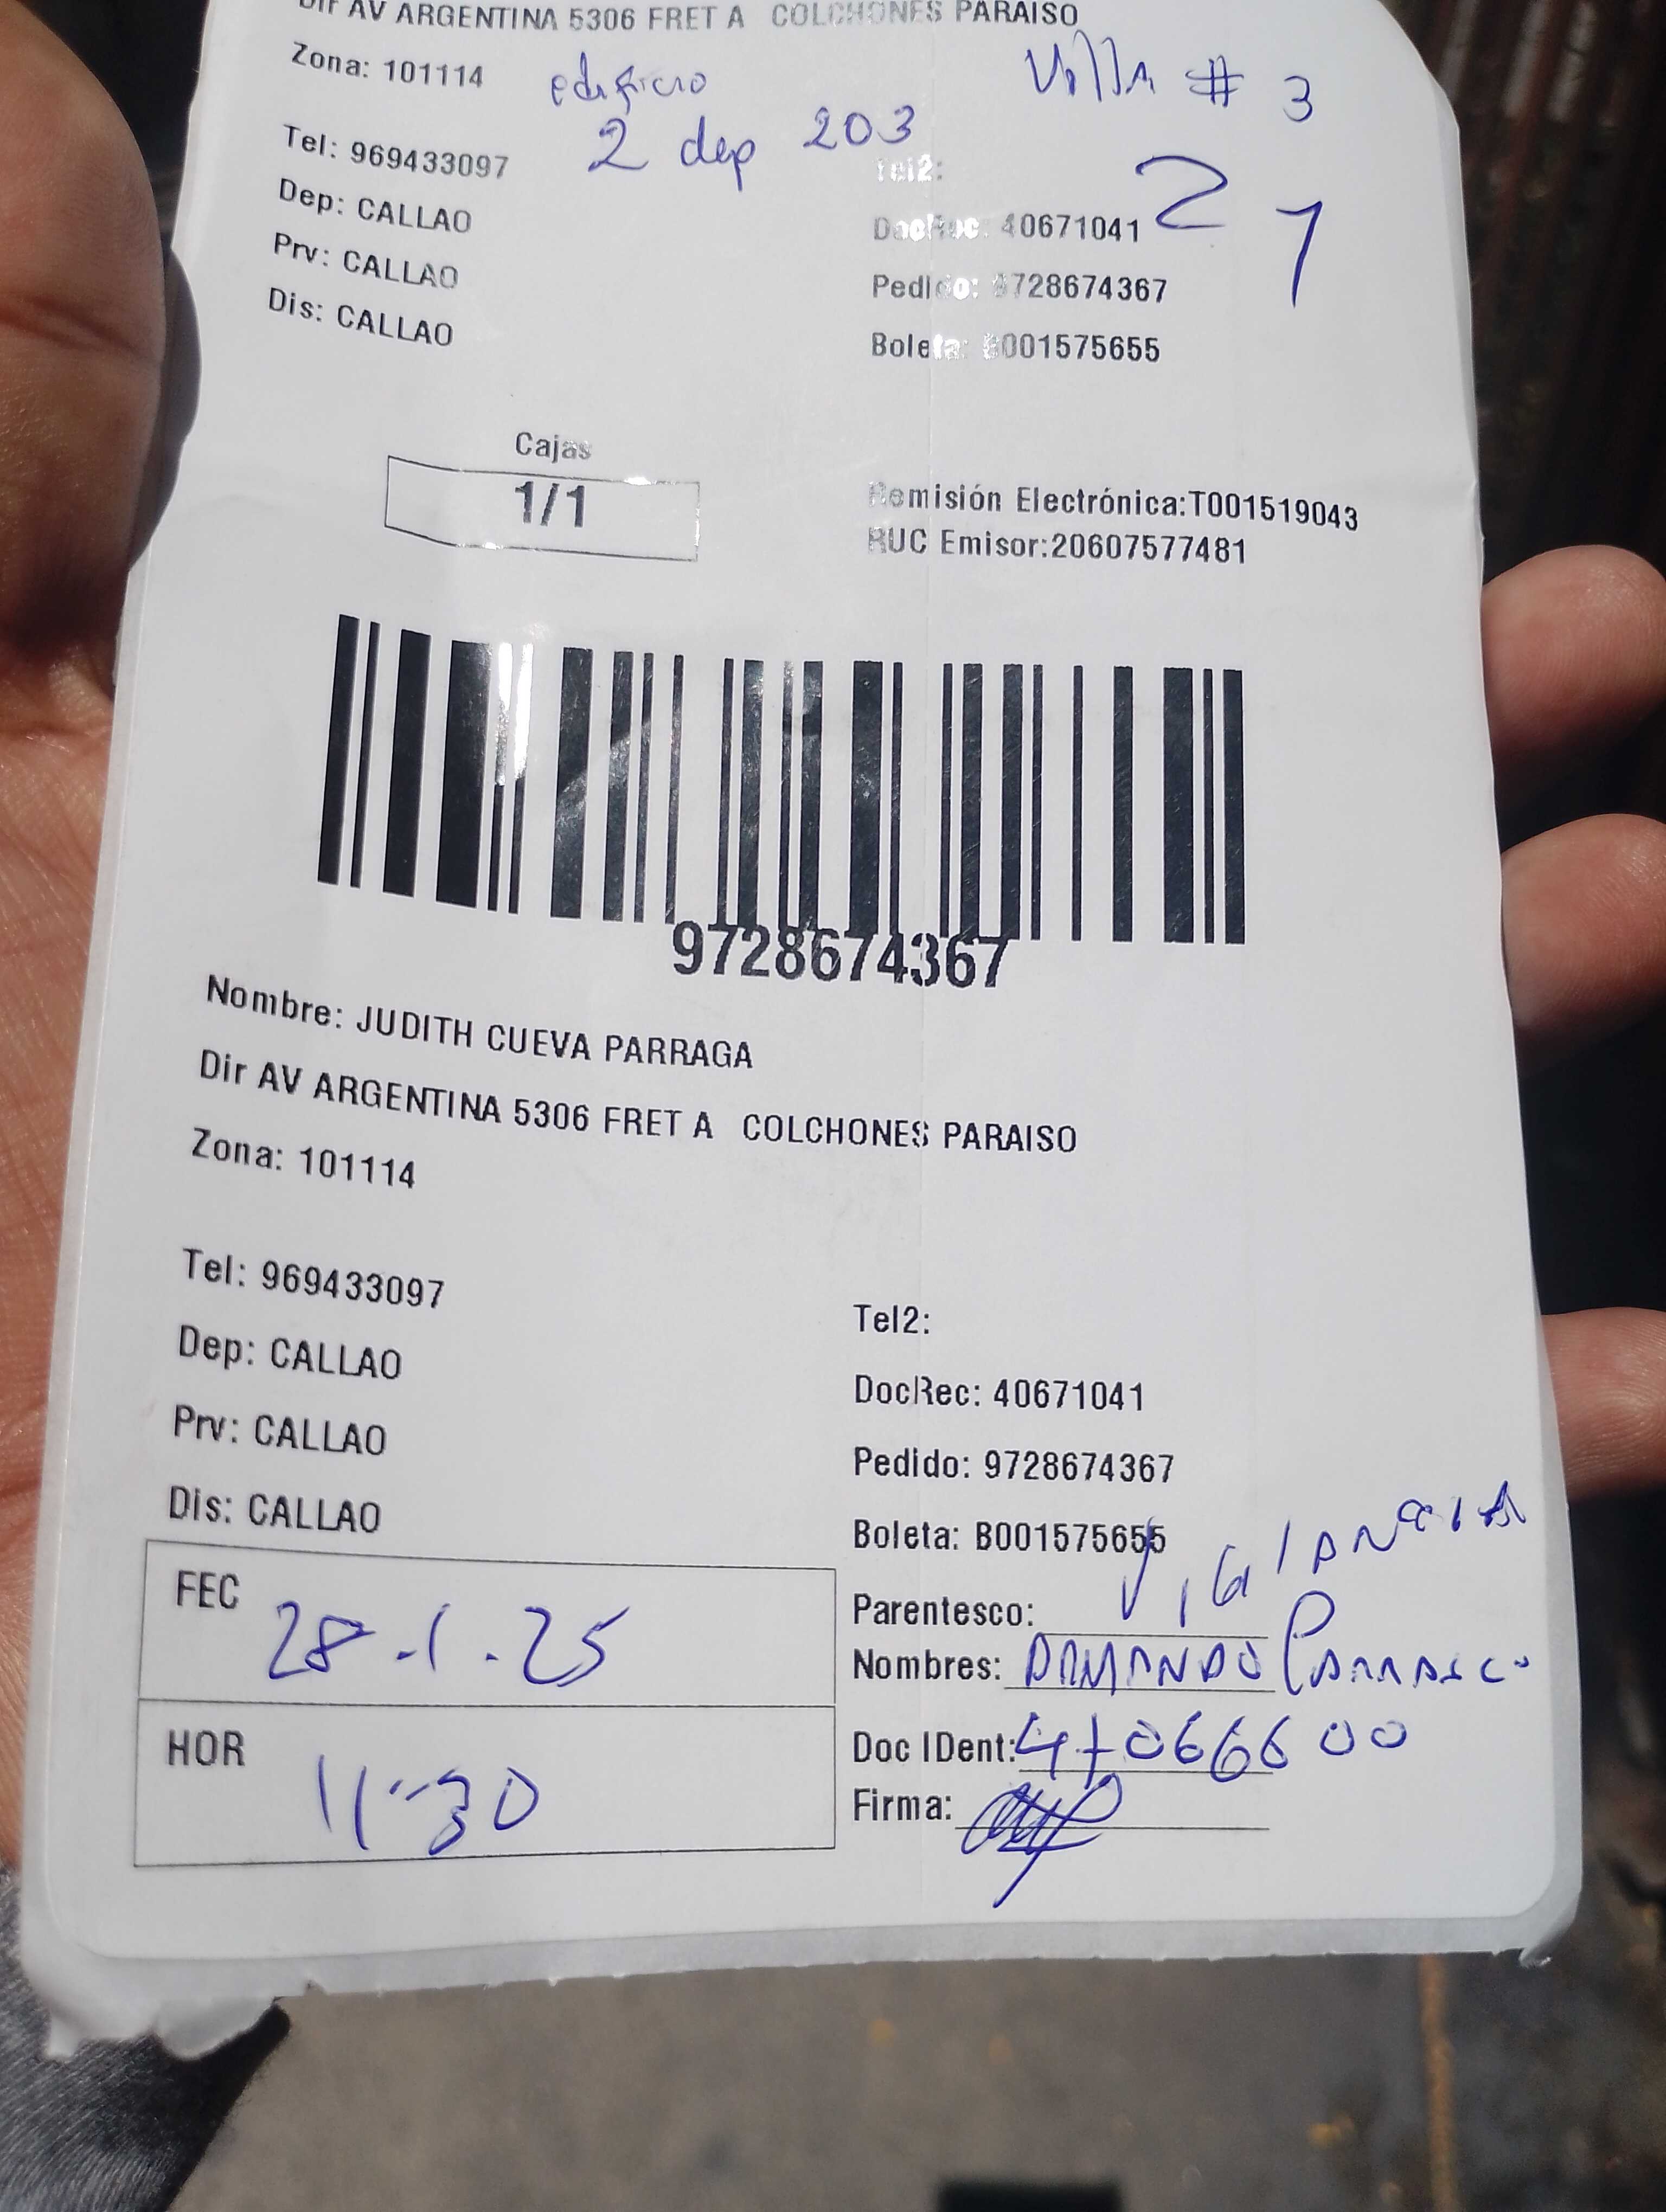 Dir AV ARGENTINA 5306 FRET A COLCHONES PARAISO
Zona: 101114 edificio Villa # 3
Tel: 969433097 2 dep 203
Tel2: 2 1
Dep: CALLAO DocRec: 40671041
Prv: CALLAO Pedido: 9728674367
Dis: CALLAO Boleta: B001575655
Cajas
1/1
Remisión Electrónica:T001519043
RUC Emisor:20607577481
9728674367
Nombre: JUDITH CUEVA PARRAGA
Dir AV ARGENTINA 5306 FRET A COLCHONES PARAISO
Zona: 101114
Tel: 969433097
Tel2:
Dep: CALLAO
DocRec: 40671041
Prv: CALLAO
Pedido: 9728674367
Dis: CALLAO
Boleta: B001575655
FEC 28-1-25
Parentesco: VIGIlANcIA
Nombres: ARMANDO CARRASCO
HOR 11:30
Doc IDent: 47066600
Firma: